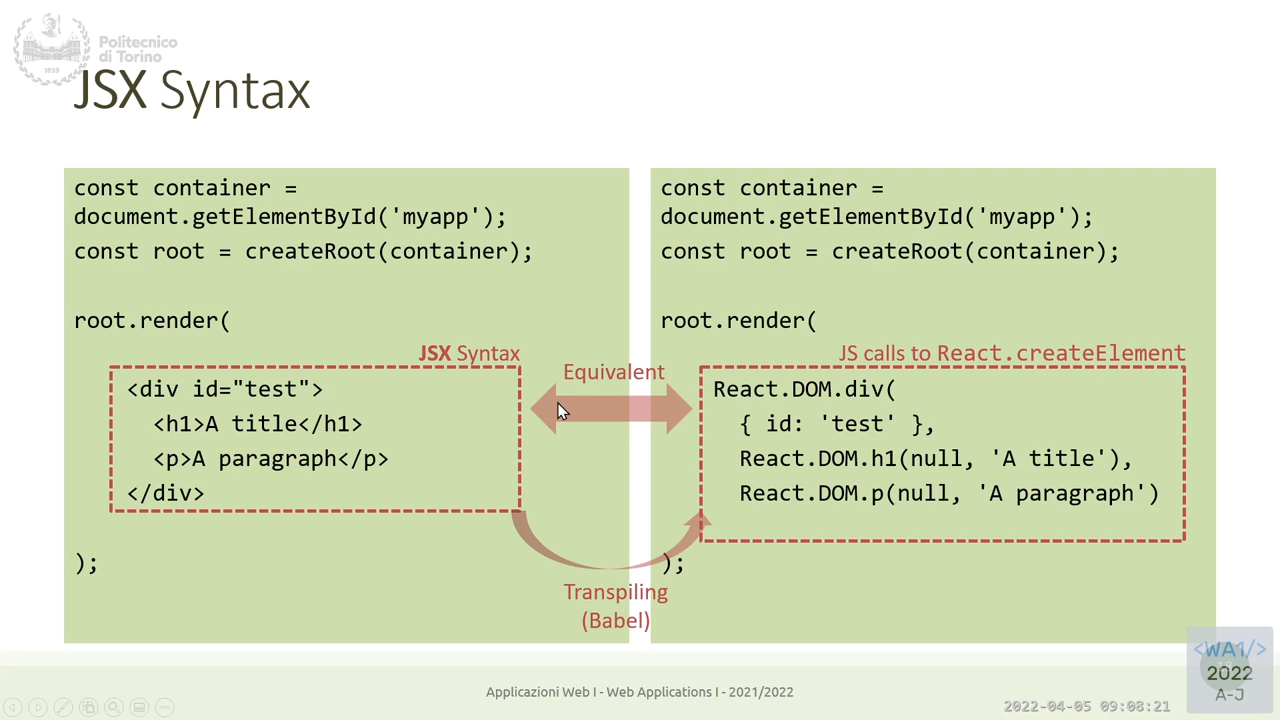 Politecnico
di Torino
1859
JSX Syntax
const container =
document.getElementById('myapp');
const root = createRoot(container);
root.render(
JSX Syntax
<div id="test">
<h1>A title</h1>
<p>A paragraph</p>
</div>
);
Equivalent
Transpiling
(Babel)
const container =
document.getElementById('myapp');
const root = createRoot(container);
root.render(
JS calls to React.createElement
React.DOM.div(
{ id: 'test' },
React.DOM.h1(null, 'A title'),
React.DOM.p(null, 'A paragraph')
);
Applicazioni Web I - Web Applications I - 2021/2022
<WA1/>
2022
A-J
2022-04-05 09:08:21